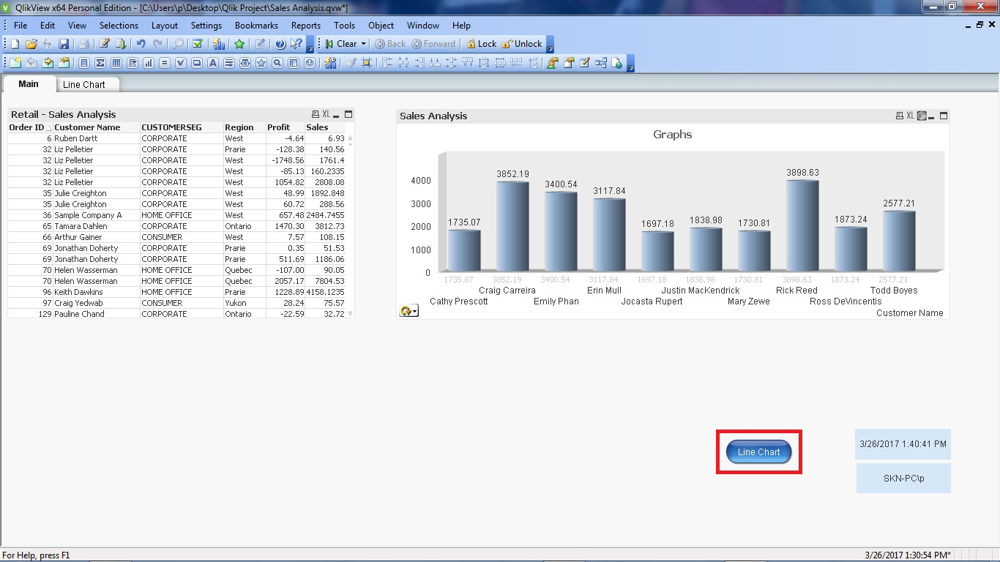 QlikView x64 Personal Edition - [C:\Users\p\Desktop\Qlik Project\Sales Analysis.qvw*]
File Edit View Selections Layout Settings Bookmarks Reports Tools Object Window Help
Clear Back Forward Lock Unlock
Main Line Chart
Retail - Sales Analysis XL
Order ID Customer Name CUSTOMERSEG Region Profit Sales
6 Ruben Dartt CORPORATE West -4.64 6.93
32 Liz Pelletier CORPORATE Prarie -128.38 140.56
32 Liz Pelletier CORPORATE West -1748.56 1761.4
32 Liz Pelletier CORPORATE West -85.13 160.2335
32 Liz Pelletier CORPORATE West 1054.82 2808.08
35 Julie Creighton CORPORATE West 48.99 1892.848
35 Julie Creighton CORPORATE West 60.72 288.56
36 Sample Company A HOME OFFICE West 657.48 2484.7455
65 Tamara Dahlen CORPORATE Ontario 1470.30 3812.73
66 Arthur Gainer CONSUMER West 7.57 108.15
69 Jonathan Doherty CORPORATE Prarie 0.35 51.53
69 Jonathan Doherty CORPORATE Prarie 511.69 1186.06
70 Helen Wasserman HOME OFFICE Quebec -107.00 90.05
70 Helen Wasserman HOME OFFICE Quebec 2057.17 7804.53
96 Keith Dawkins HOME OFFICE Prarie 1228.89 4158.1235
97 Craig Yedwab CONSUMER Yukon 28.24 75.57
129 Pauline Chand CORPORATE Ontario -22.59 32.72
Sales Analysis XL
Graphs
4000
3000
2000
1000
0
1735.07 3852.19 3400.54 3117.84 1697.18 1838.98 1730.81 3898.63 1873.24 2577.21
1735.07 3852.19 3400.54 3117.84 1697.18 1838.98 1730.81 3898.63 1873.24 2577.21
Craig Carreira Erin Mull Justin MacKendrick Rick Reed Todd Boyes
Cathy Prescott Emily Phan Jocasta Rupert Mary Zewe Ross DeVincentis
Customer Name
Line Chart
3/26/2017 1:40:41 PM
SKN-PC\p
For Help, press F1
3/26/2017 1:30:54 PM*